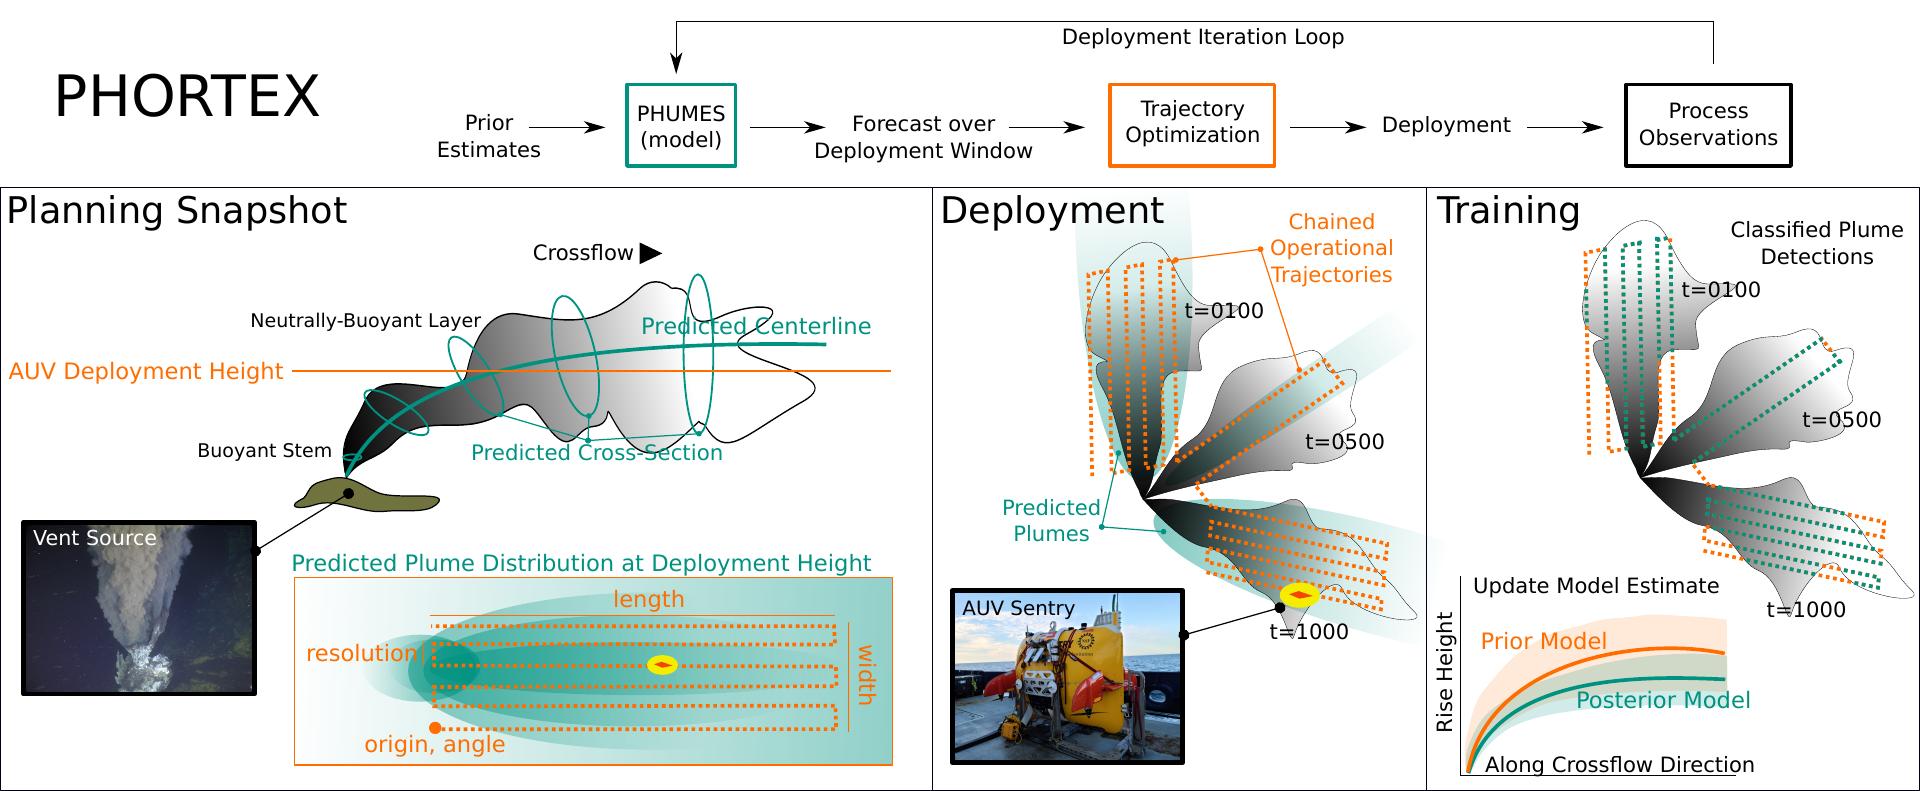 PHORTEX
Deployment Iteration Loop
Prior
Estimates
PHUMES
(model)
Forecast over
Deployment Window
Trajectory
Optimization
Deployment
Process
Observations
Planning Snapshot
Crossflow
Neutrally-Buoyant Layer
Predicted Centerline
AUV Deployment Height
Buoyant Stem
Predicted Cross-Section
Vent Source
Predicted Plume Distribution at Deployment Height
length
resolution
width
origin, angle
Deployment
Chained
Operational
Trajectories
t=0100
t=0500
Predicted
Plumes
AUV Sentry
t=1000
Training
Classified Plume
Detections
t=0100
t=0500
t=1000
Update Model Estimate
Prior Model
Posterior Model
Rise Height
Along Crossflow Direction